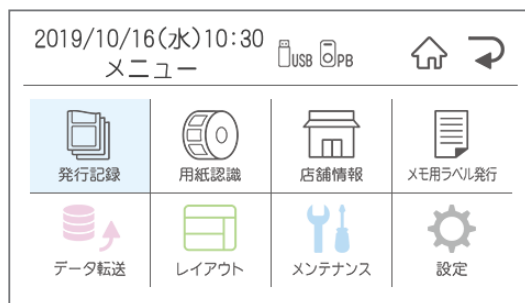 2019/10/16(水)10:30
メニュー
USB PB
発行記録 用紙認識 店舗情報 メモ用ラベル発行
データ転送 レイアウト メンテナンス 設定